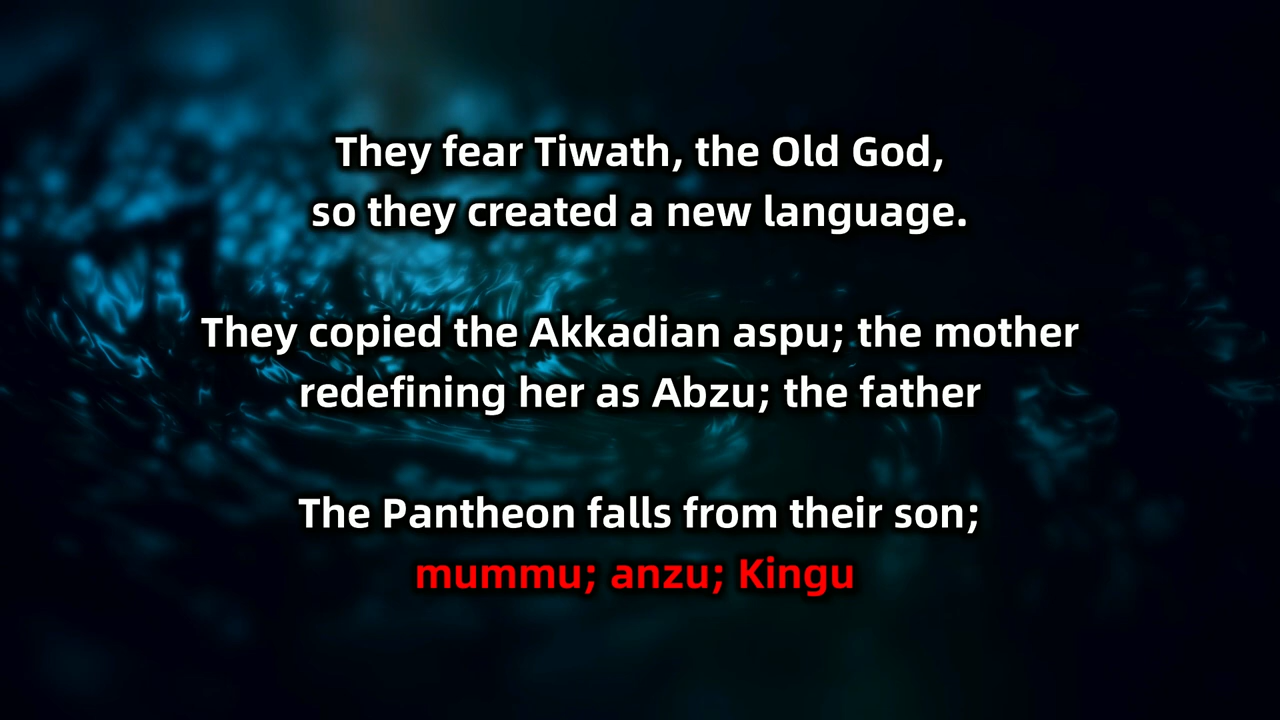 They fear Tiwath, the Old God,
so they created a new language.
They copied the Akkadian aspu; the mother
redefining her as Abzu; the father
The Pantheon falls from their son;
mummu; anzu; Kingu